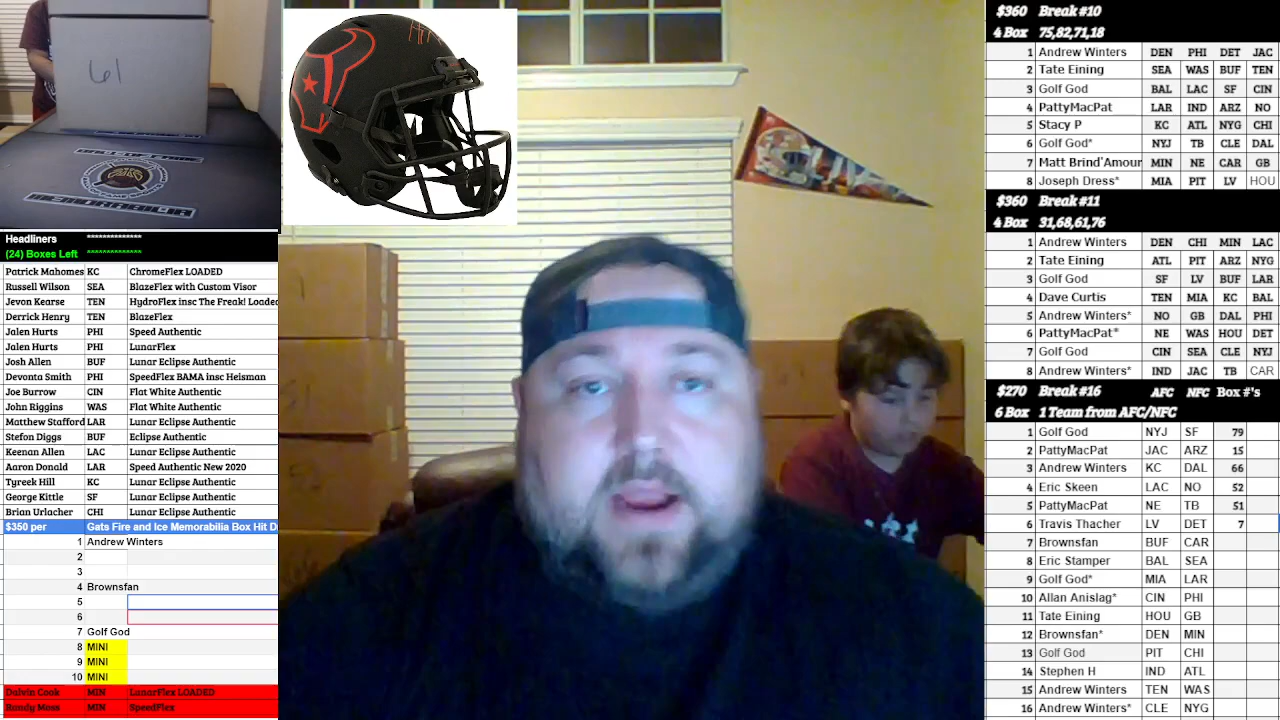 61
Headliners **************
(24) Boxes Left **************
Patrick Mahomes KC ChromeFlex LOADED
Russell Wilson SEA BlazeFlex with Custom Visor
Jevon Kearse TEN HydroFlex insc The Freak! Loaded
Derrick Henry TEN BlazeFlex
Jalen Hurts PHI Speed Authentic
Jalen Hurts PHI LunarFlex
Josh Allen BUF Lunar Eclipse Authentic
Devonta Smith PHI SpeedFlex BAMA insc Heisman
Joe Burrow CIN Flat White Authentic
John Riggins WAS Flat White Authentic
Matthew Stafford LAR Lunar Eclipse Authentic
Stefon Diggs BUF Eclipse Authentic
Keenan Allen LAC Lunar Eclipse Authentic
Aaron Donald LAR Speed Authentic New 2020
Tyreek Hill KC Lunar Eclipse Authentic
George Kittle SF Lunar Eclipse Authentic
Brian Urlacher CHI Lunar Eclipse Authentic
$350 per Gats Fire and Ice Memorabilia Box Hit D
1 Andrew Winters
2
3
4 Brownsfan
5
6
7 Golf God
8 MINI
9 MINI
10 MINI
Dalvin Cook MIN LunarFlex LOADED
Randy Moss MIN SpeedFlex
$360 Break #10
4 Box 75,82,71,18
1 Andrew Winters DEN PHI DET JAC
2 Tate Eining SEA WAS BUF TEN
3 Golf God BAL LAC SF CIN
4 PattyMacPat LAR IND ARZ NO
5 Stacy P KC ATL NYG CHI
6 Golf God* NYJ TB CLE DAL
7 Matt Brind'Amour MIN NE CAR GB
8 Joseph Dress* MIA PIT LV HOU
$360 Break #11
4 Box 31,68,61,76
1 Andrew Winters DEN CHI MIN LAC
2 Tate Eining ATL PIT ARZ NYG
3 Golf God SF LV BUF LAR
4 Dave Curtis TEN MIA KC BAL
5 Andrew Winters* NO GB DAL PHI
6 PattyMacPat* NE WAS HOU DET
7 Golf God CIN SEA CLE NYJ
8 Andrew Winters* IND JAC TB CAR
$270 Break #16 AFC NFC Box #'s
6 Box 1 Team from AFC/NFC
1 Golf God NYJ SF 79
2 PattyMacPat JAC ARZ 15
3 Andrew Winters KC DAL 66
4 Eric Skeen LAC NO 52
5 PattyMacPat NE TB 51
6 Travis Thacher LV DET 7
7 Brownsfan BUF CAR
8 Eric Stamper BAL SEA
9 Golf God* MIA LAR
10 Allan Anislag* CIN PHI
11 Tate Eining HOU GB
12 Brownsfan* DEN MIN
13 Golf God PIT CHI
14 Stephen H IND ATL
15 Andrew Winters TEN WAS
16 Andrew Winters* CLE NYG